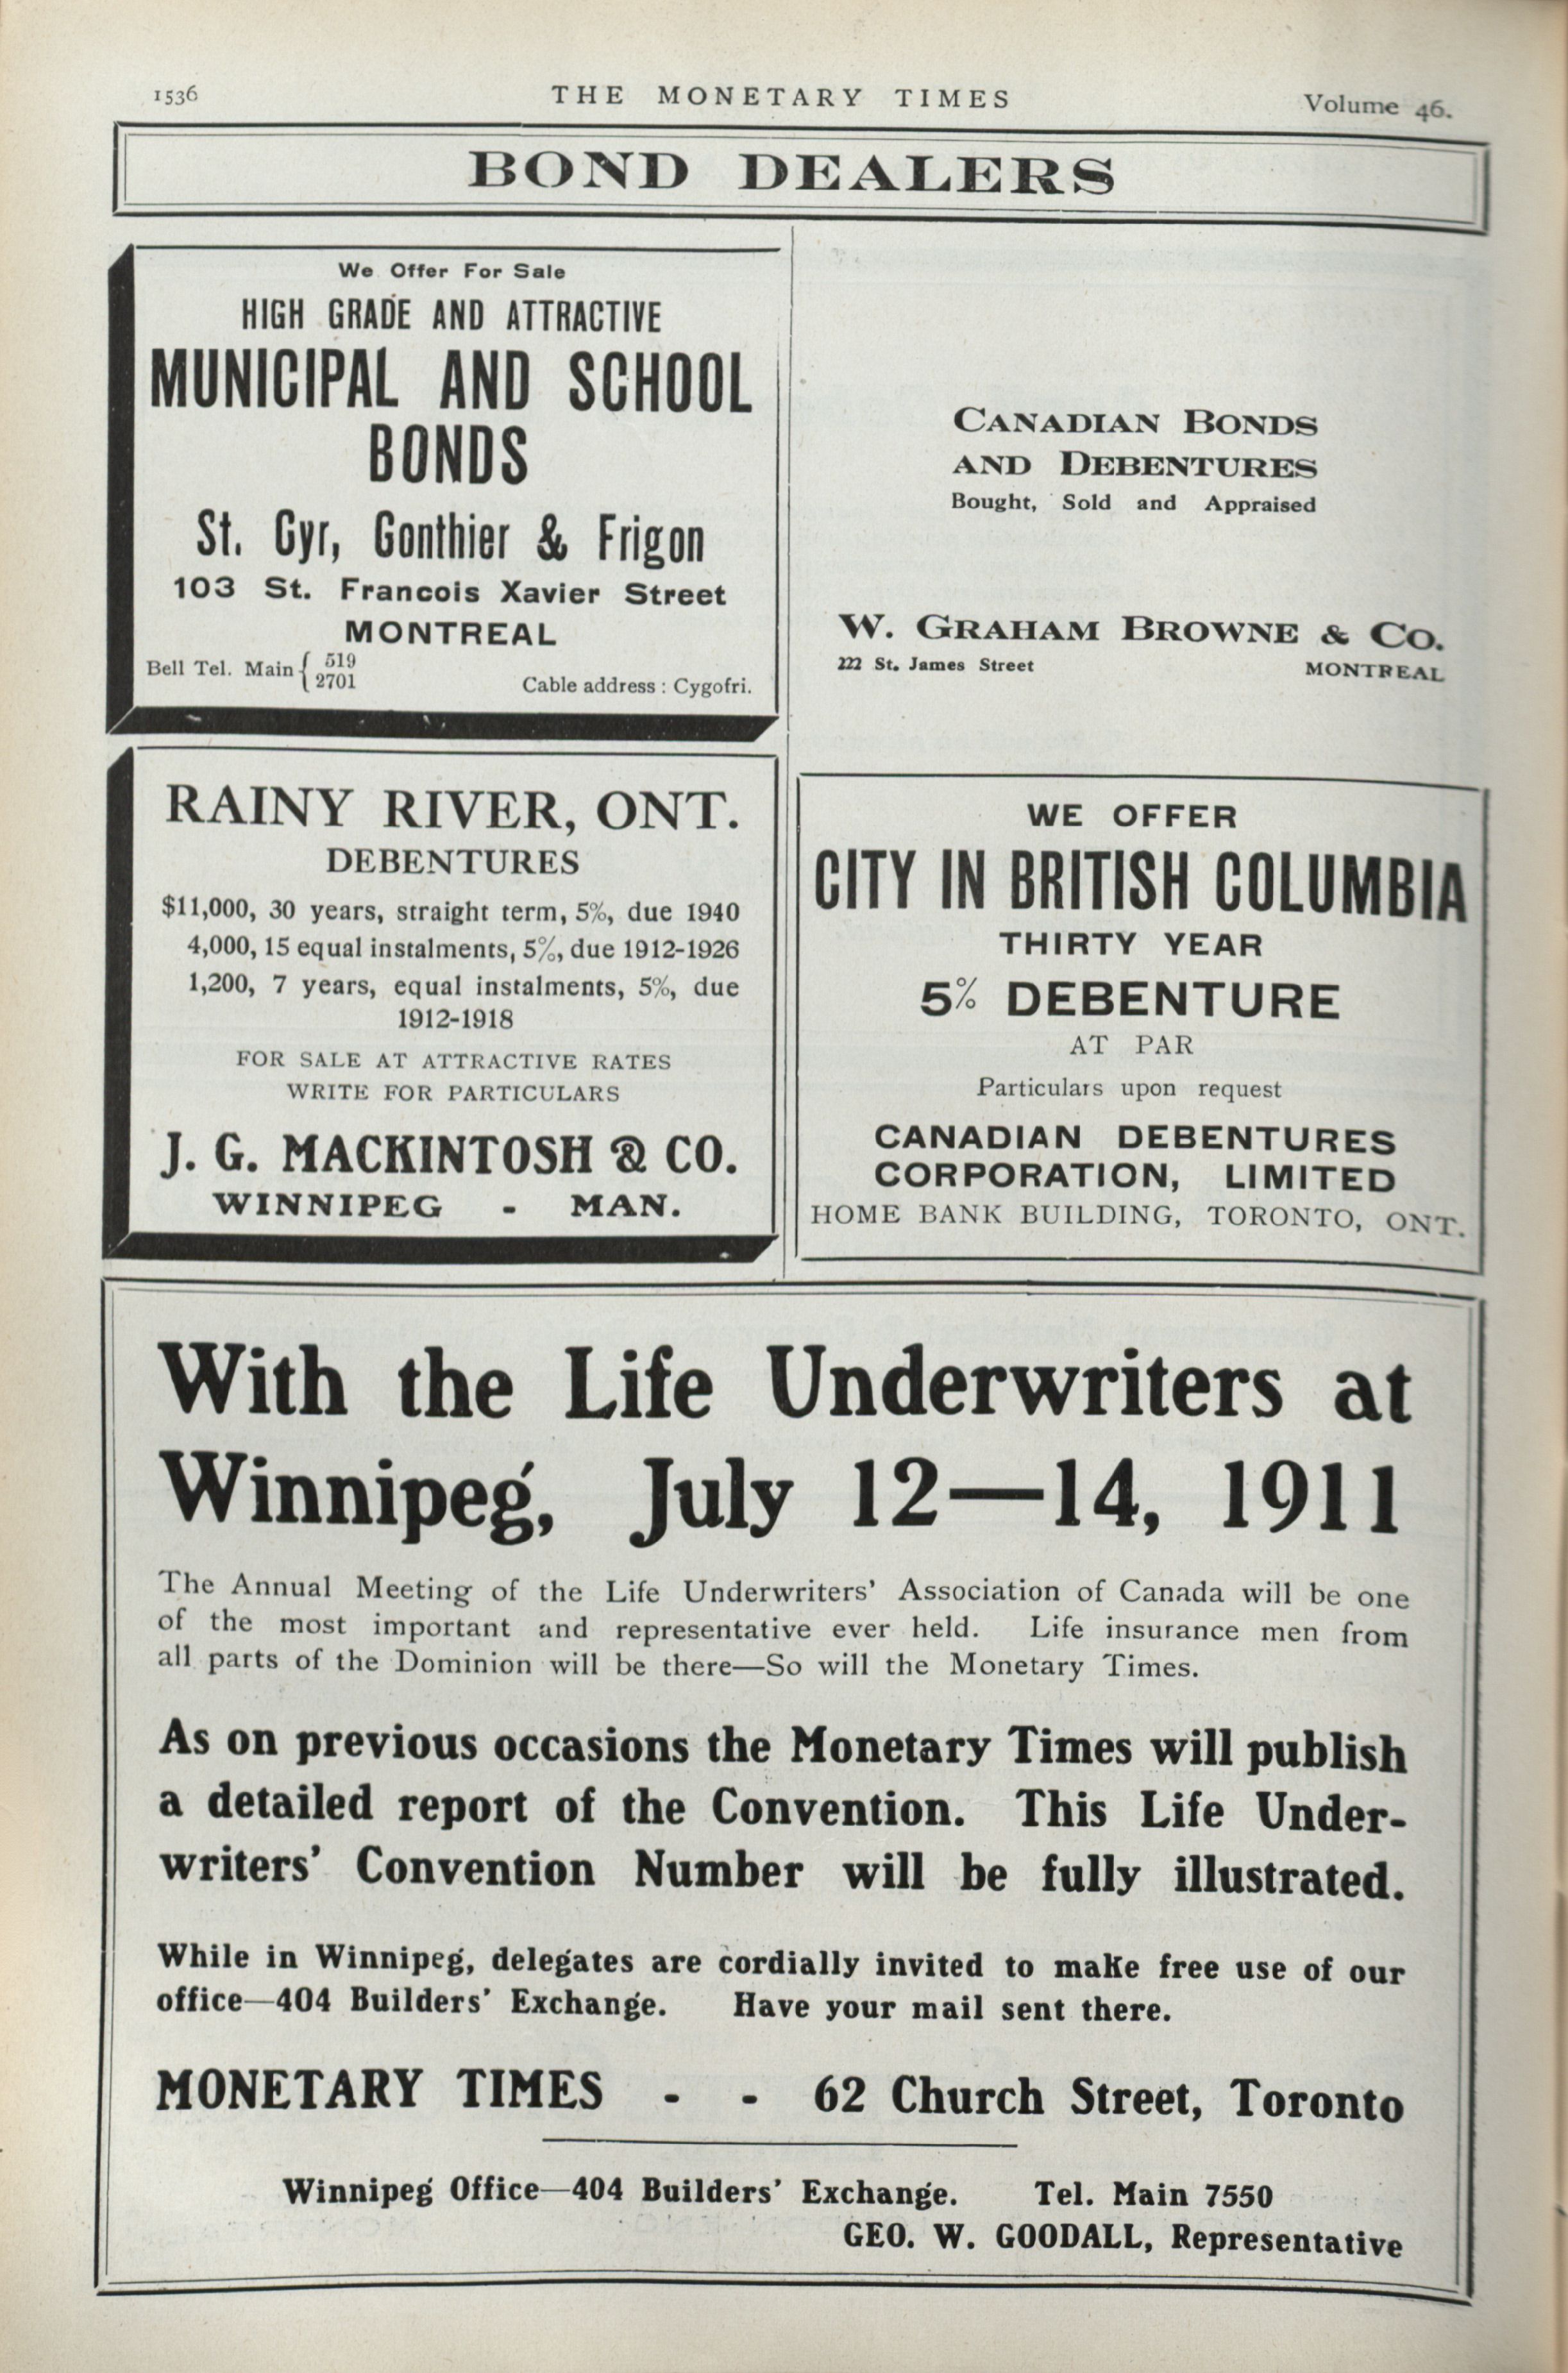 1536
THE MONETARY TIMES
Volume 46.
BOND DEALERS
We Offer For Sale
HIGH GRADE AND ATTRACTIVE
MUNICIPAL AND SCHOOL
BONDS
St. Cyr, Gonthier & Frigon
103 St. Francois Xavier Street
MONTREAL
Bell Tel. Main { 519
2701
Cable address : Cygofri.
CANADIAN BONDS
AND DEBENTURES
Bought, Sold and Appraised
W. GRAHAM BROWNE & CO.
222 St. James Street MONTREAL
RAINY RIVER, ONT.
DEBENTURES
$11,000, 30 years, straight term, 5%, due 1940
4,000, 15 equal instalments, 5%, due 1912-1926
1,200, 7 years, equal instalments, 5%, due
1912-1918
FOR SALE AT ATTRACTIVE RATES
WRITE FOR PARTICULARS
J. G. MACKINTOSH & CO.
WINNIPEG - MAN.
WE OFFER
CITY IN BRITISH COLUMBIA
THIRTY YEAR
5% DEBENTURE
AT PAR
Particulars upon request
CANADIAN DEBENTURES
CORPORATION, LIMITED
HOME BANK BUILDING, TORONTO, ONT.
With the Life Underwriters at
Winnipeg, July 12—14, 1911
The Annual Meeting of the Life Underwriters' Association of Canada will be one
of the most important and representative ever held. Life insurance men from
all parts of the Dominion will be there—So will the Monetary Times.
As on previous occasions the Monetary Times will publish
a detailed report of the Convention. This Life Under-
writers' Convention Number will be fully illustrated.
While in Winnipeg, delegates are cordially invited to make free use of our
office—404 Builders' Exchange. Have your mail sent there.
MONETARY TIMES - - 62 Church Street, Toronto
Winnipeg Office—404 Builders' Exchange. Tel. Main 7550
GEO. W. GOODALL, Representative